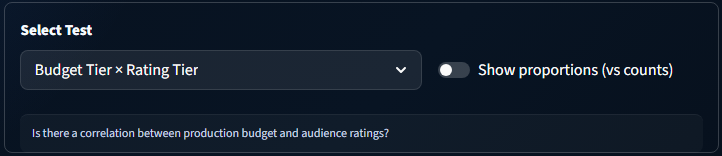 Select Test
Budget Tier × Rating Tier
Show proportions (vs counts)
Is there a correlation between production budget and audience ratings?